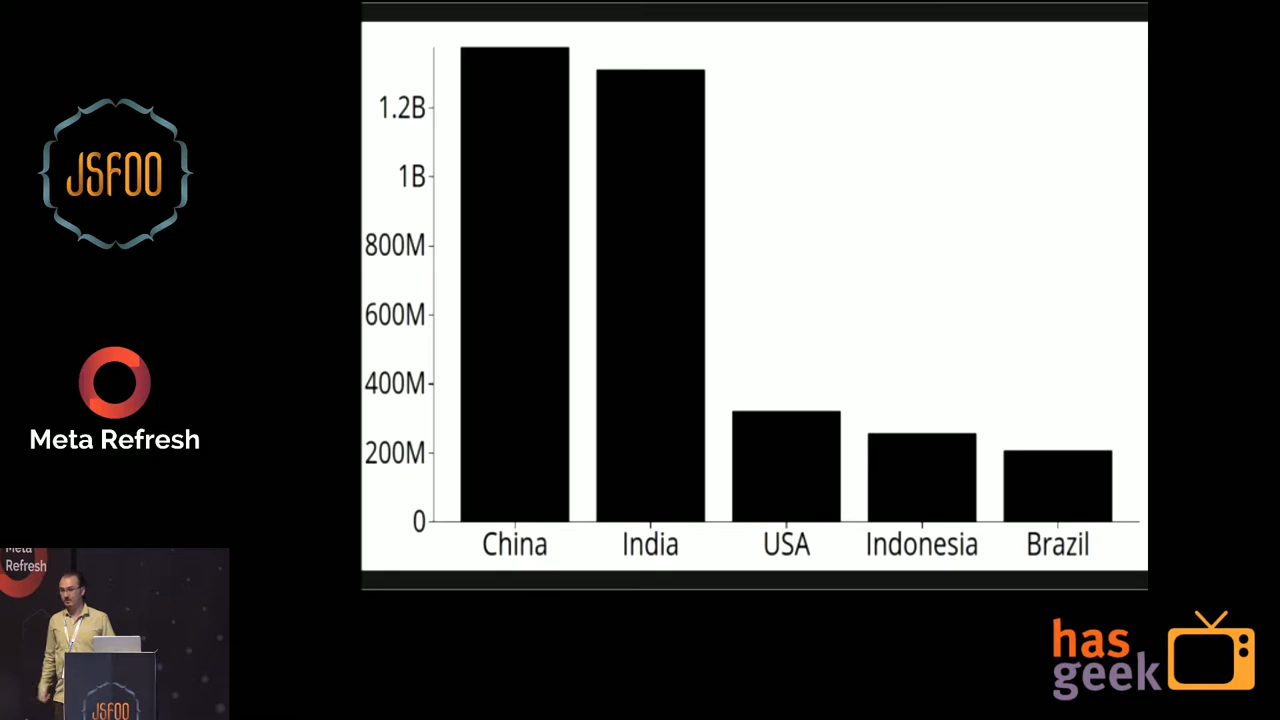 JSFOO
Meta Refresh
Meta
Refresh
JSFOO
1.2B
1B
800M
600M
400M
200M
0
China
India
USA
Indonesia
Brazil
has
geek